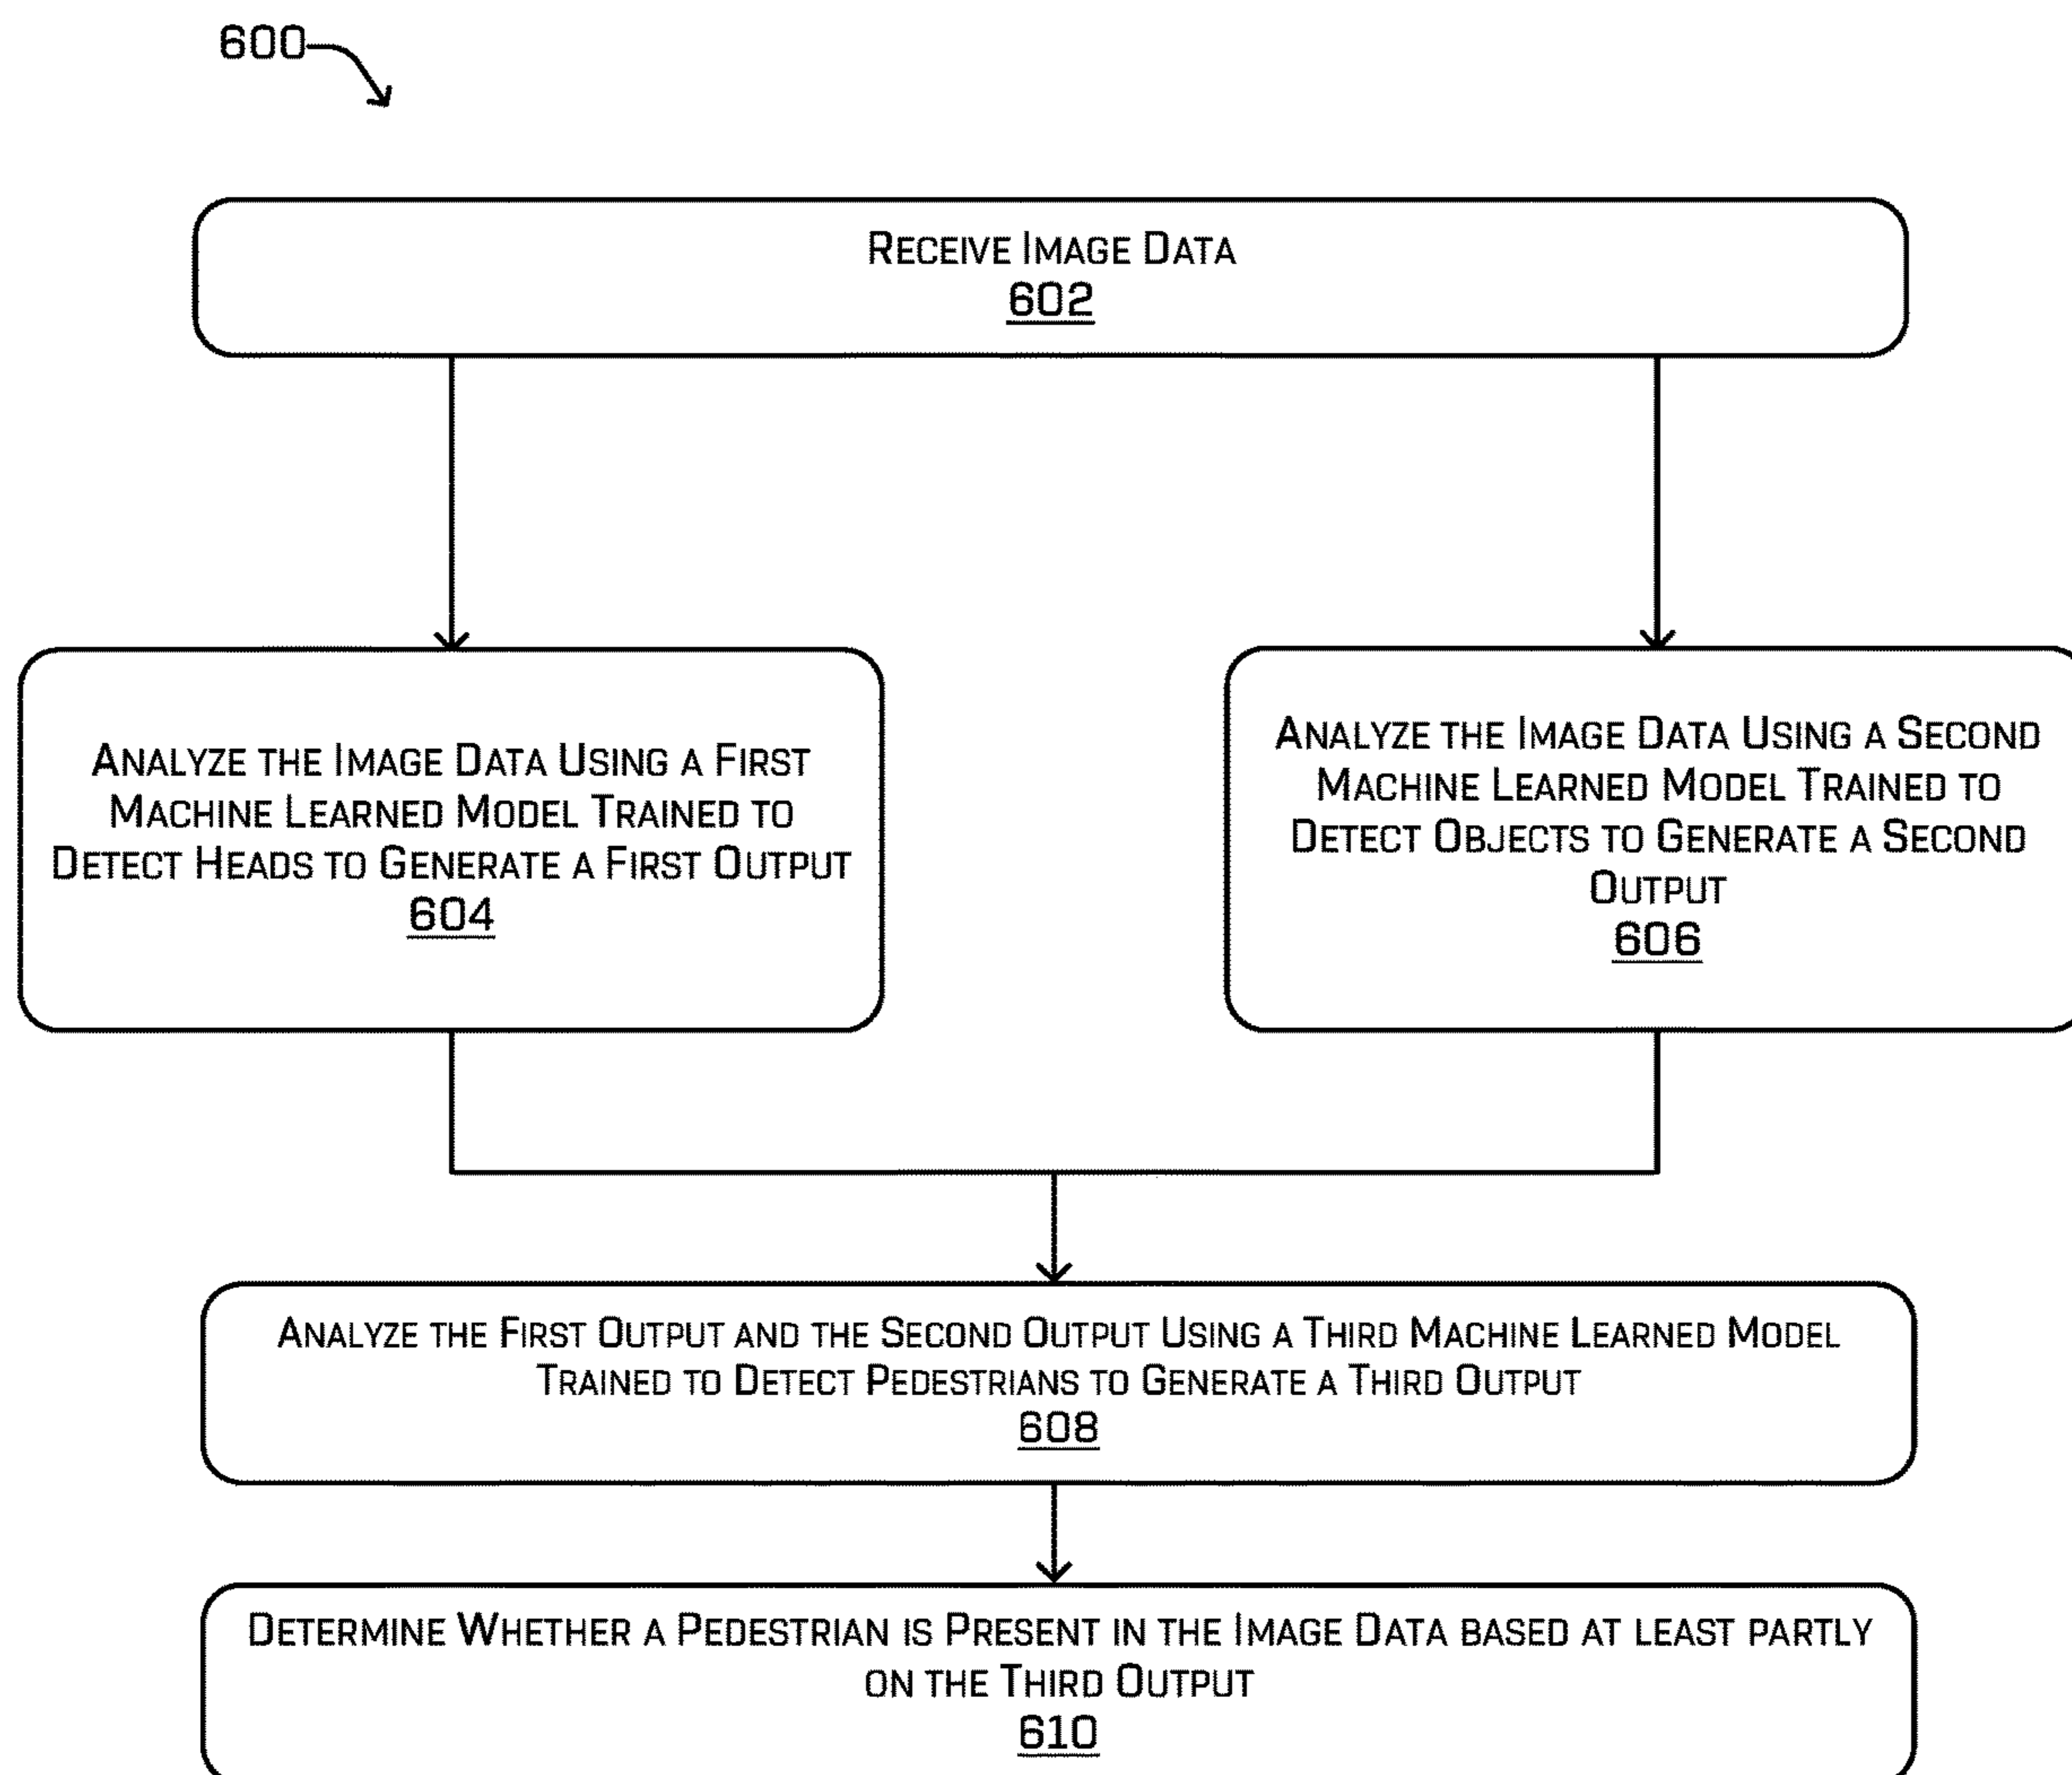 600
Receive Image Data
602
Analyze the Image Data Using a First
Machine Learned Model Trained to
Detect Heads to Generate a First Output
604
Analyze the Image Data Using a Second
Machine Learned Model Trained to
Detect Objects to Generate a Second
Output
606
Analyze the First Output and the Second Output Using a Third Machine Learned Model
Trained to Detect Pedestrians to Generate a Third Output
608
Determine Whether a Pedestrian is Present in the Image Data based at least partly
on the Third Output
610